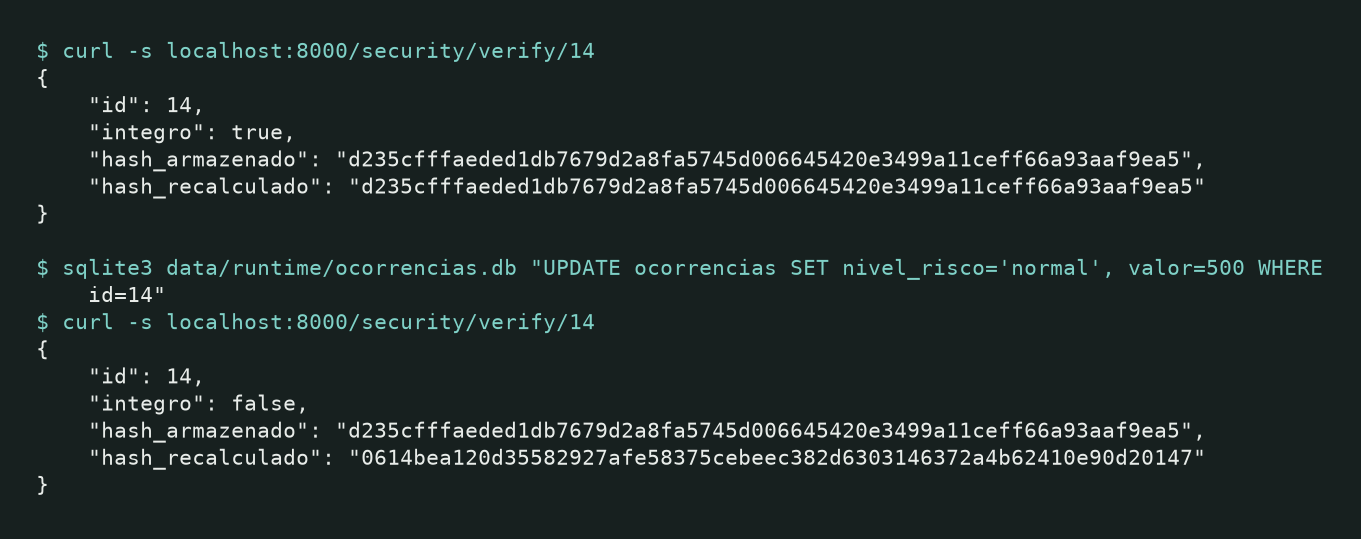 $ curl -s localhost:8000/security/verify/14
{
    "id": 14,
    "integro": true,
    "hash_armazenado": "d235cfffaeded1db7679d2a8fa5745d006645420e3499a11ceff66a93aaf9ea5",
    "hash_recalculado": "d235cfffaeded1db7679d2a8fa5745d006645420e3499a11ceff66a93aaf9ea5"
}
$ sqlite3 data/runtime/ocorrencias.db "UPDATE ocorrencias SET nivel_risco='normal', valor=500 WHERE
    id=14"
$ curl -s localhost:8000/security/verify/14
{
    "id": 14,
    "integro": false,
    "hash_armazenado": "d235cfffaeded1db7679d2a8fa5745d006645420e3499a11ceff66a93aaf9ea5",
    "hash_recalculado": "0614bea120d35582927afe58375cebeec382d6303146372a4b62410e90d20147"
}